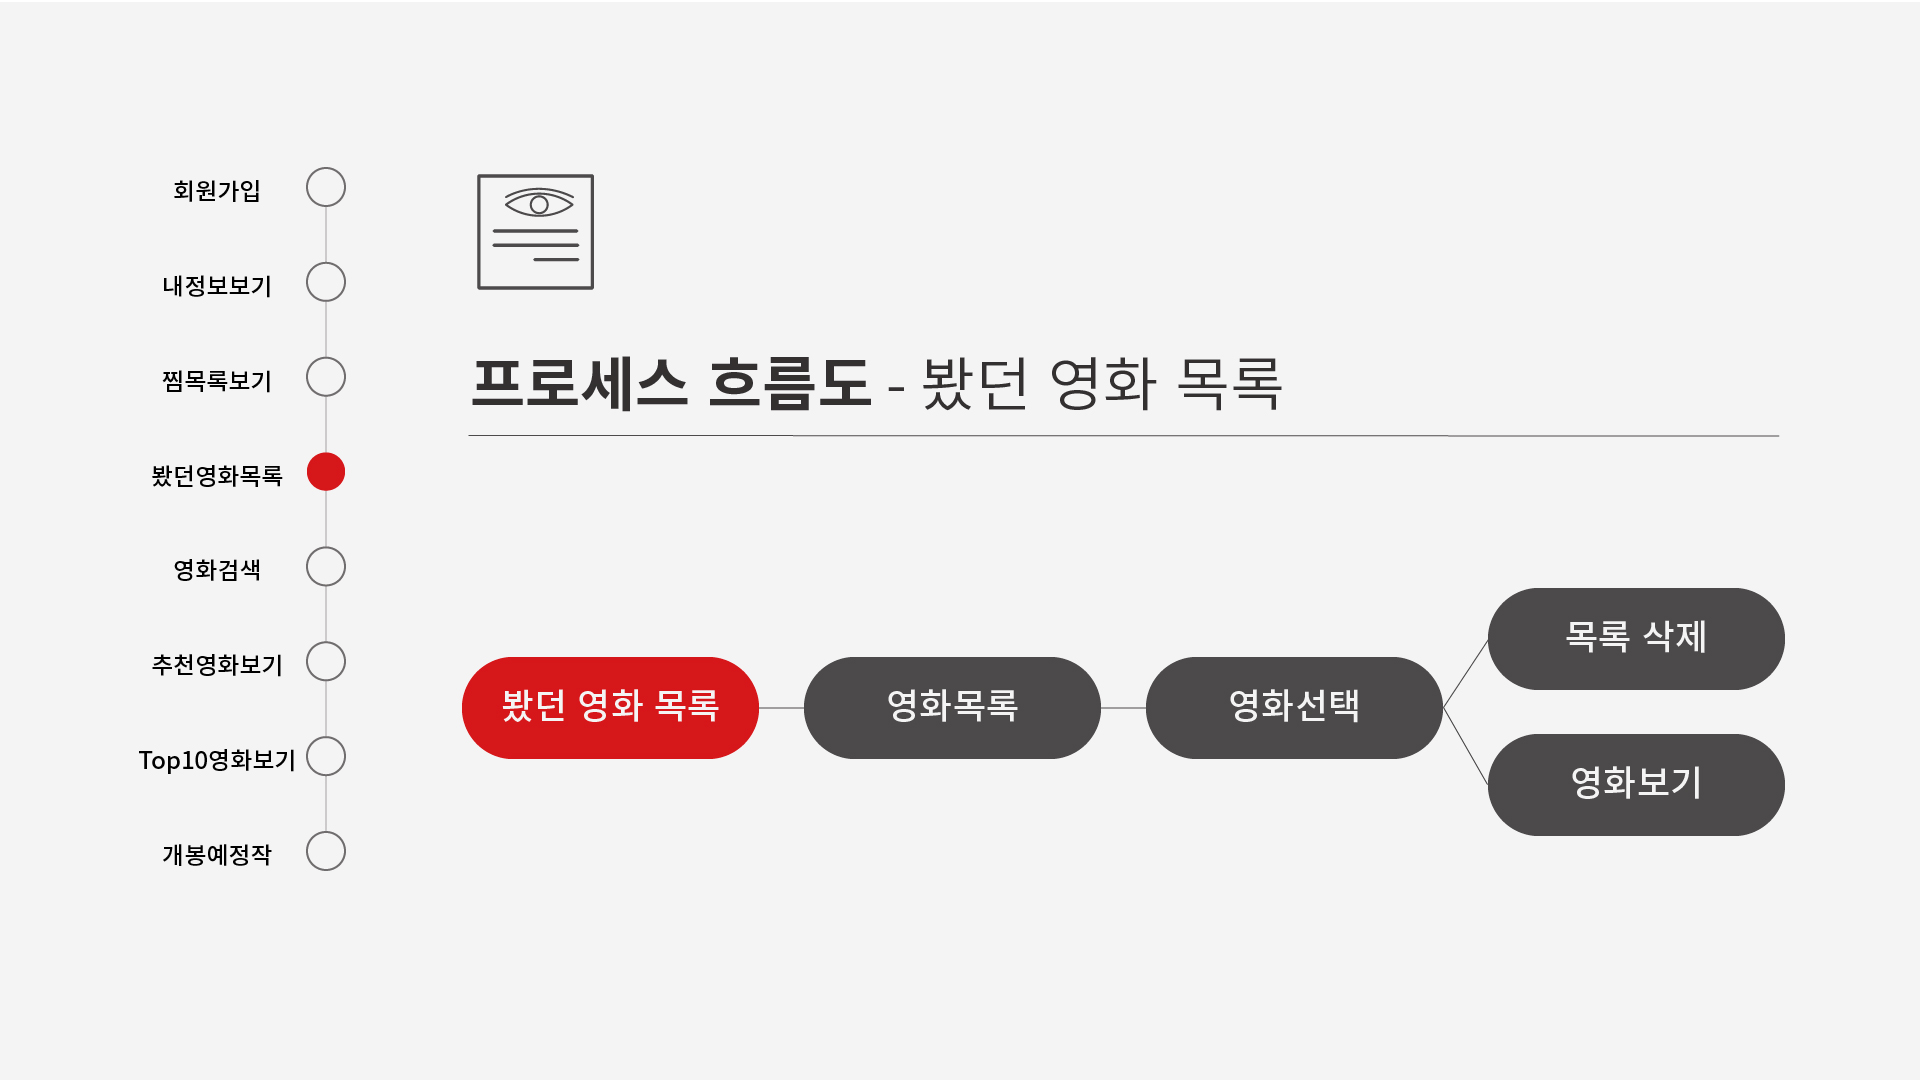 회원가입
내정보보기
찜목록보기
봤던영화목록
영화검색
추천영화보기
Top10영화보기
개봉예정작
프로세스 흐름도 - 봤던 영화 목록
봤던 영화 목록
영화목록
영화선택
목록 삭제
영화보기